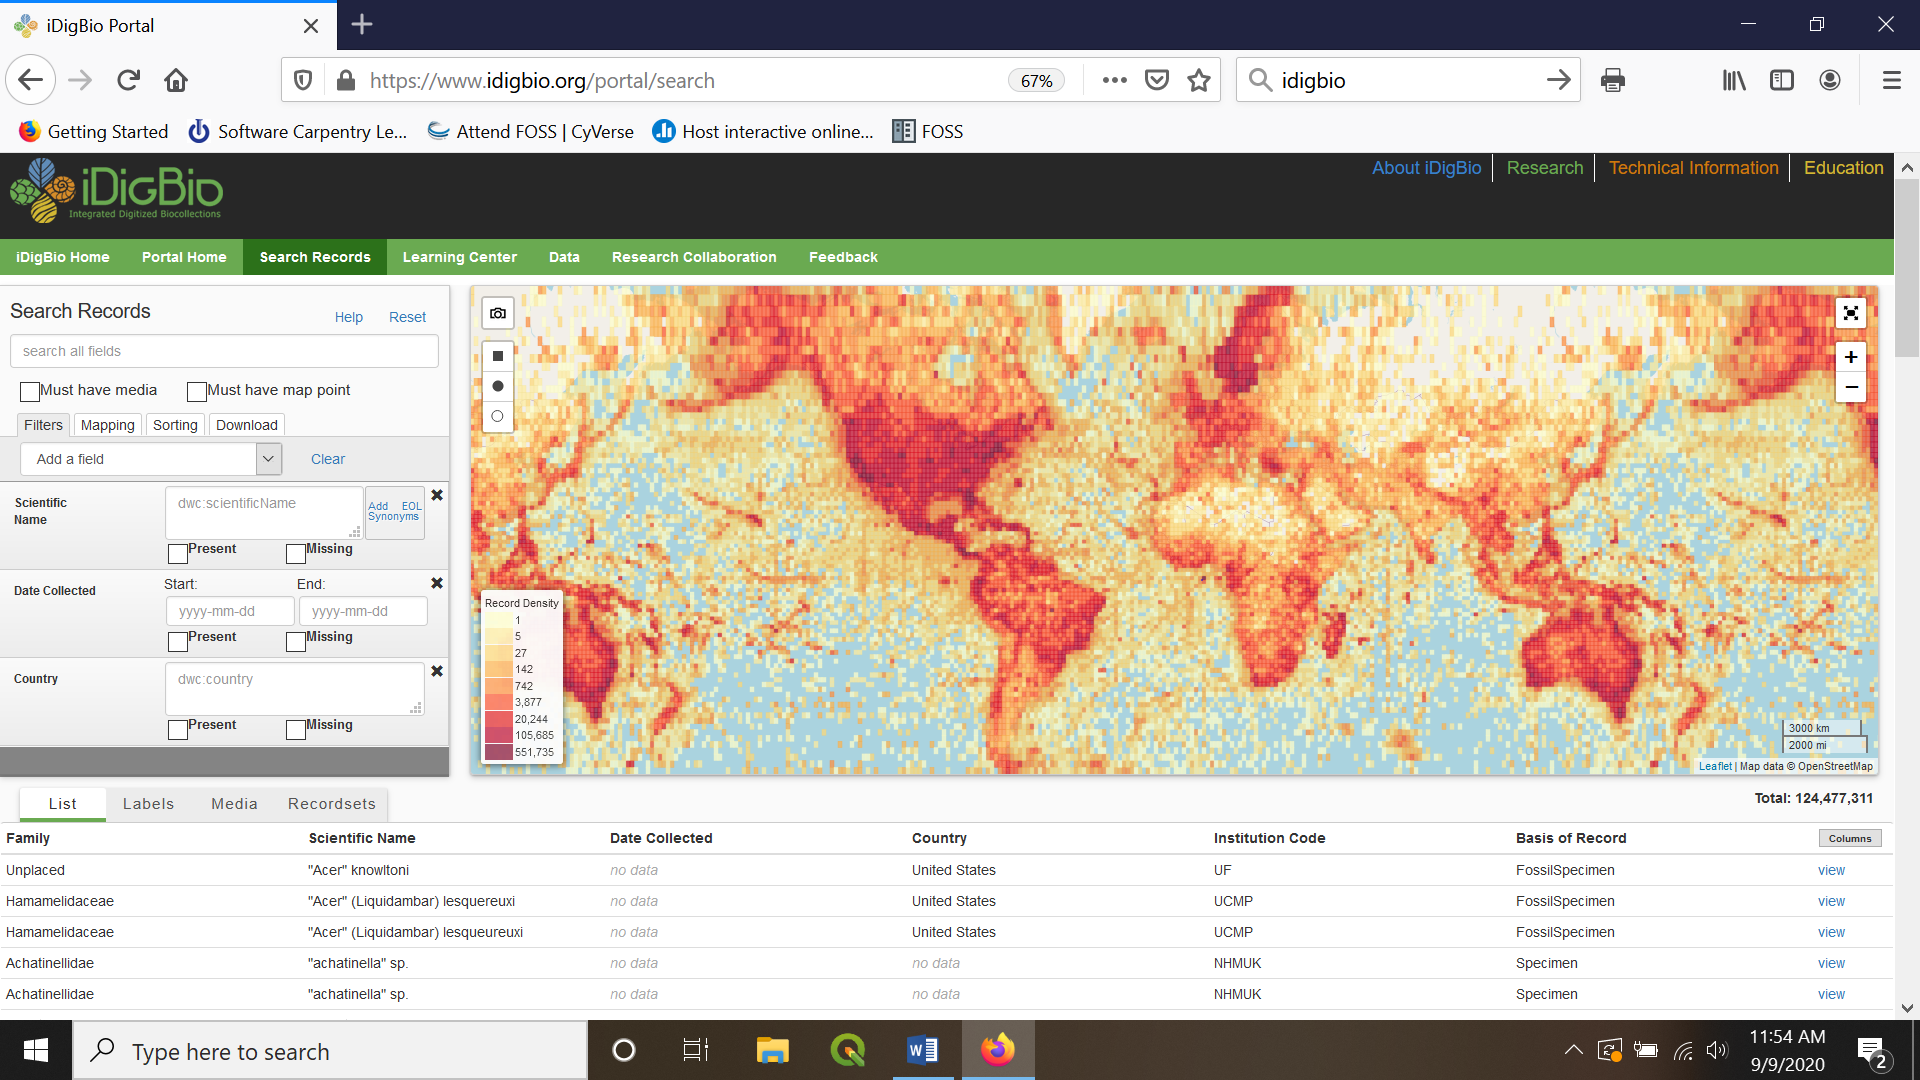 iDigBio Portal
https://www.idigbio.org/portal/search
67%
idigbio
Getting Started
Software Carpentry Le...
Attend FOSS | CyVerse
Host interactive online...
FOSS
iDigBio
Integrated Digitized Biocollections
About iDigBio
Research
Technical Information
Education
iDigBio Home
Portal Home
Search Records
Learning Center
Data
Research Collaboration
Feedback
Search Records
Help
Reset
search all fields
Must have media
Must have map point
Filters
Mapping
Sorting
Download
Add a field
Clear
Scientific
Name
dwc:scientificName
Add EOL
Synonyms
Present
Missing
Date Collected
Start:
End:
yyyy-mm-dd
yyyy-mm-dd
Present
Missing
Country
dwc:country
Present
Missing
+
−
Record Density
1
5
27
142
742
3,877
20,244
105,685
551,735
3000 km
2000 mi
Leaflet | Map data © OpenStreetMap
List
Labels
Media
Recordsets
Total: 124,477,311
Family Scientific Name Date Collected Country Institution Code Basis of Record Columns
Unplaced "Acer" knowltoni no data United States UF FossilSpecimen view
Hamamelidaceae "Acer" (Liquidambar) lesquereuxi no data United States UCMP FossilSpecimen view
Hamamelidaceae "Acer" (Liquidambar) lesqueureuxi no data United States UCMP FossilSpecimen view
Achatinellidae "achatinella" sp. no data no data NHMUK Specimen view
Achatinellidae "achatinella" sp. no data no data NHMUK Specimen view
Type here to search
11:54 AM
9/9/2020
2